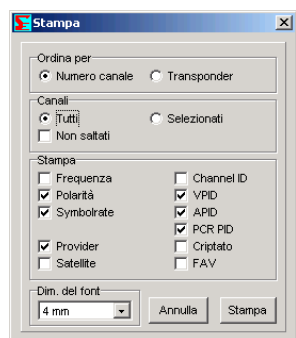 Stampa
Ordina per
Numero canale Transponder
Canali
Tutti Selezionati
Non saltati
Stampa
Frequenza Channel ID
Polarità VPID
Symbolrate APID
PCR PID
Provider Criptato
Satellite FAV
Dim. del font
4 mm Annulla Stampa